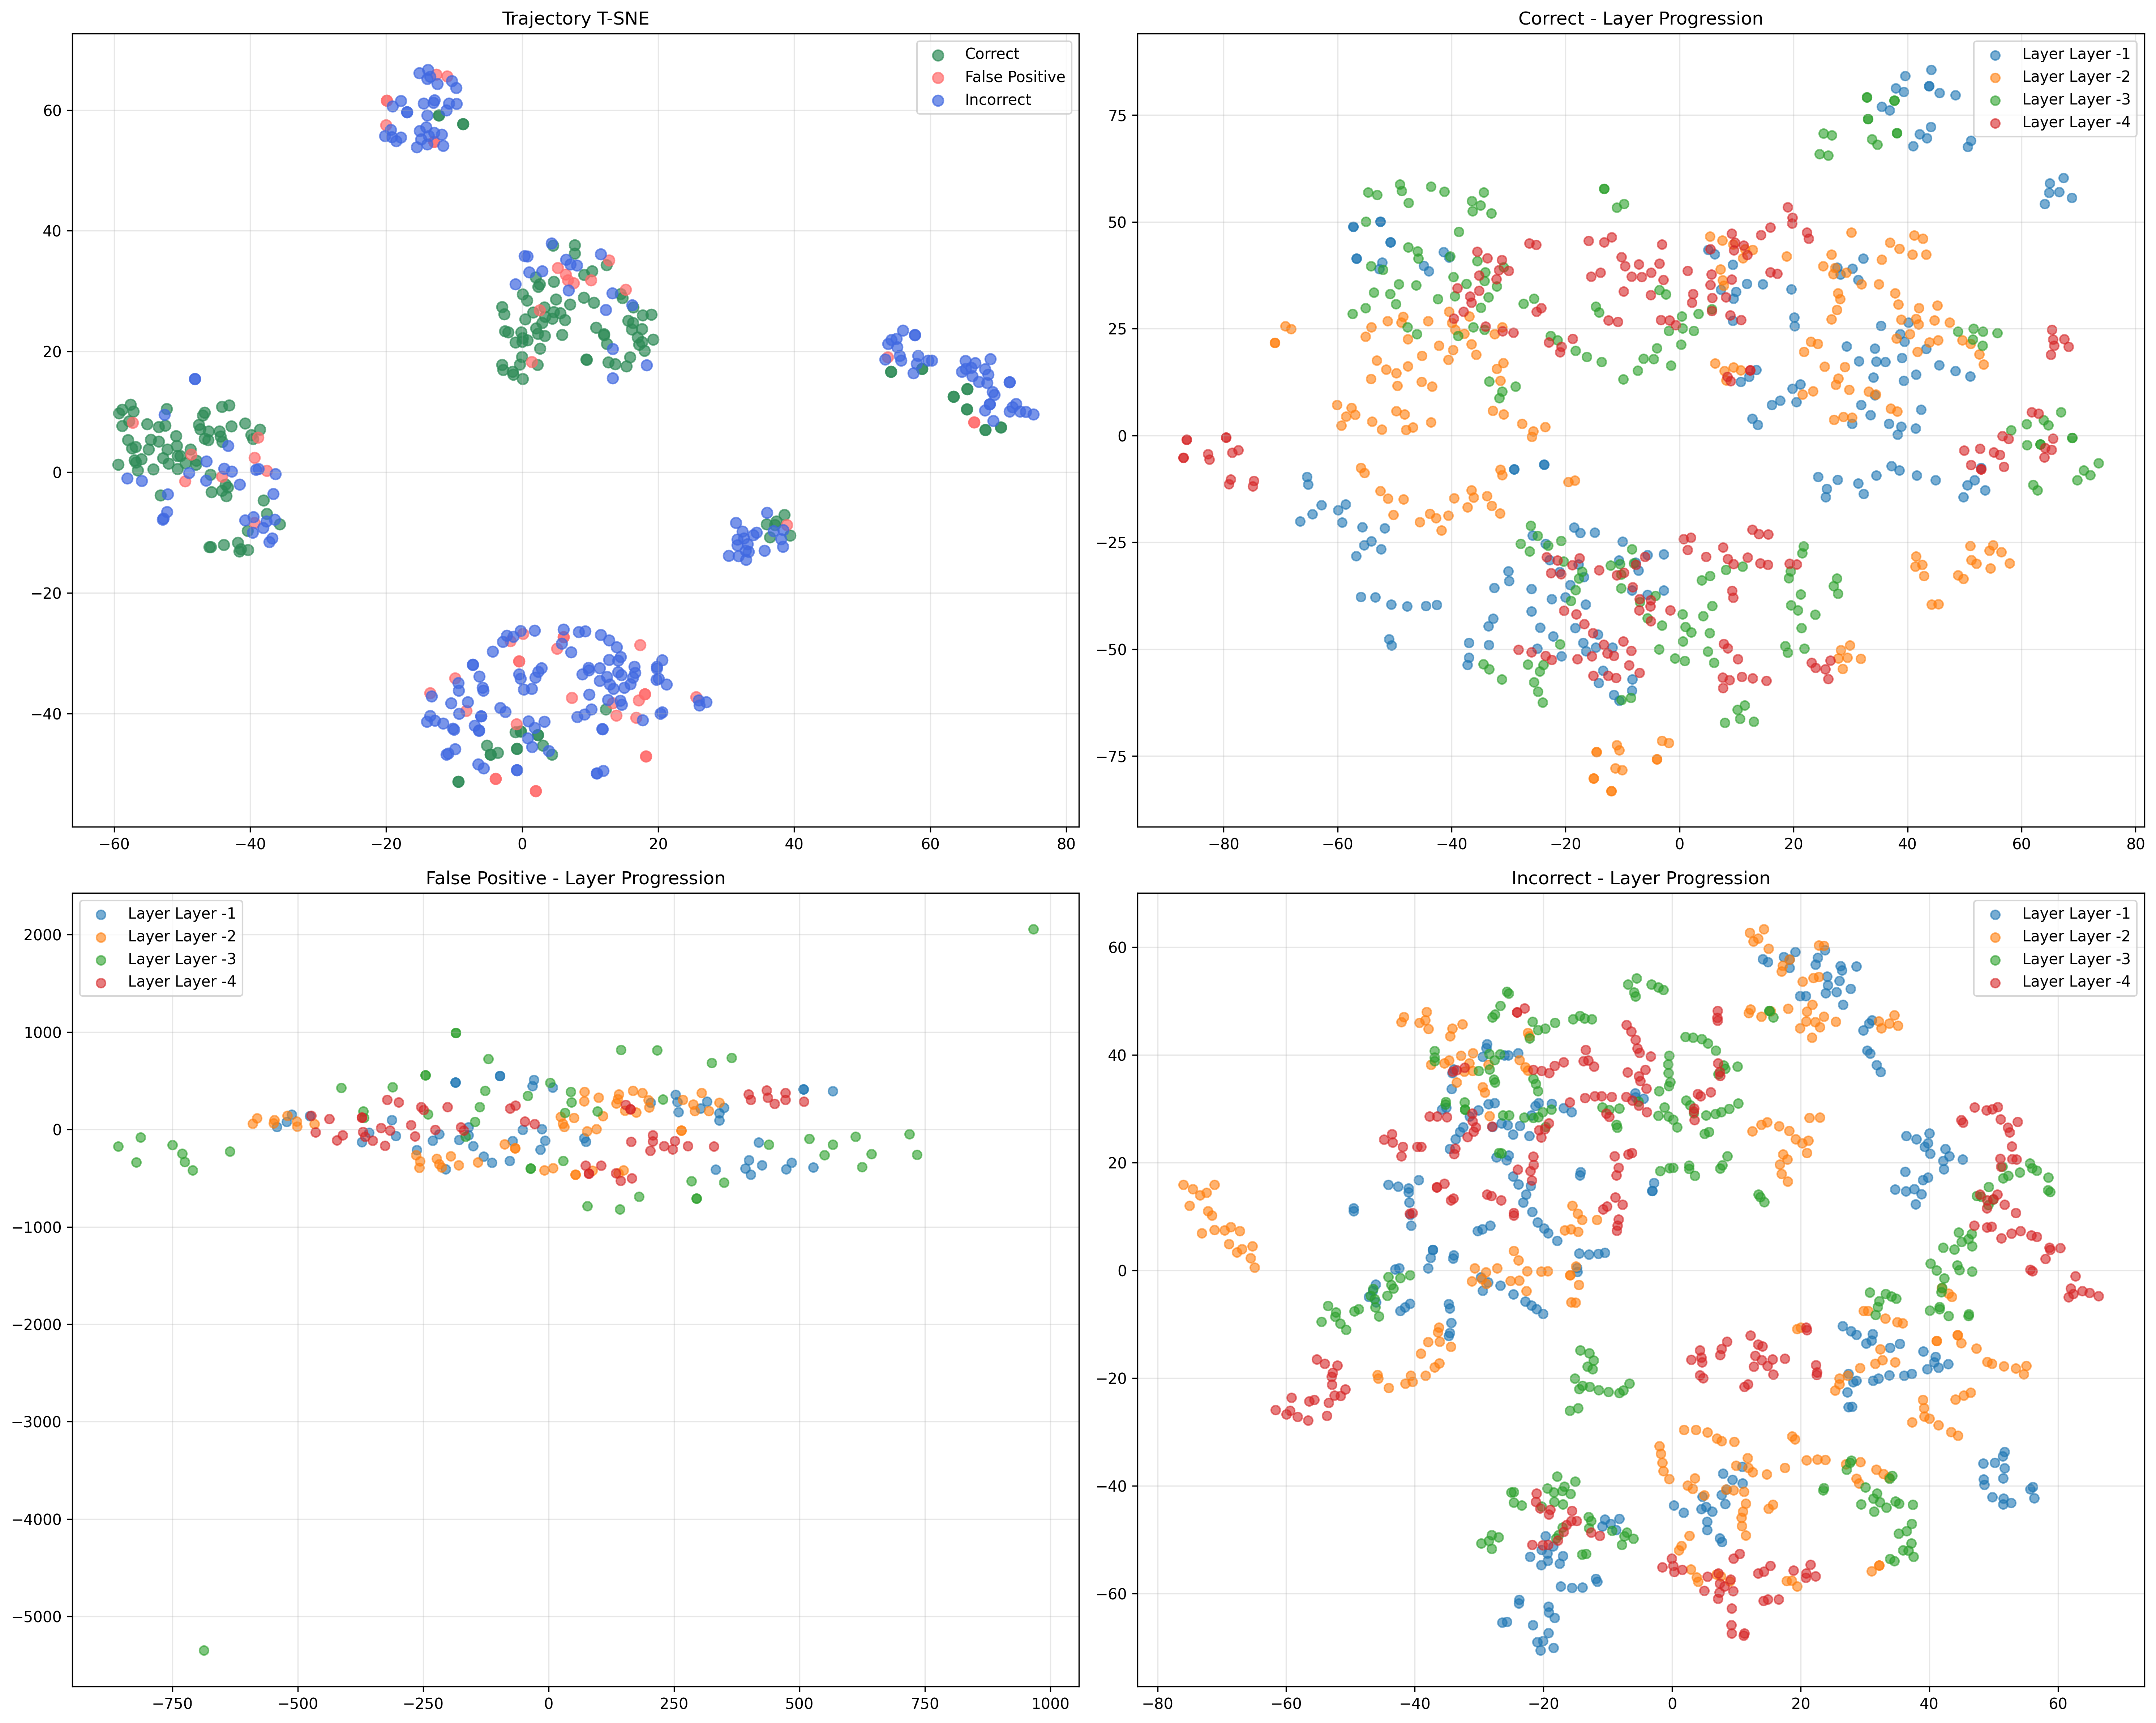 Trajectory T-SNE
Correct
False Positive
Incorrect
60
40
20
0
−20
−40
−60 −40 −20 0 20 40 60 80
Correct - Layer Progression
Layer Layer -1
Layer Layer -2
Layer Layer -3
Layer Layer -4
75
50
25
0
−25
−50
−75
−80 −60 −40 −20 0 20 40 60 80
False Positive - Layer Progression
Layer Layer -1
Layer Layer -2
Layer Layer -3
Layer Layer -4
2000
1000
0
−1000
−2000
−3000
−4000
−5000
−750 −500 −250 0 250 500 750 1000
Incorrect - Layer Progression
Layer Layer -1
Layer Layer -2
Layer Layer -3
Layer Layer -4
60
40
20
0
−20
−40
−60
−80 −60 −40 −20 0 20 40 60